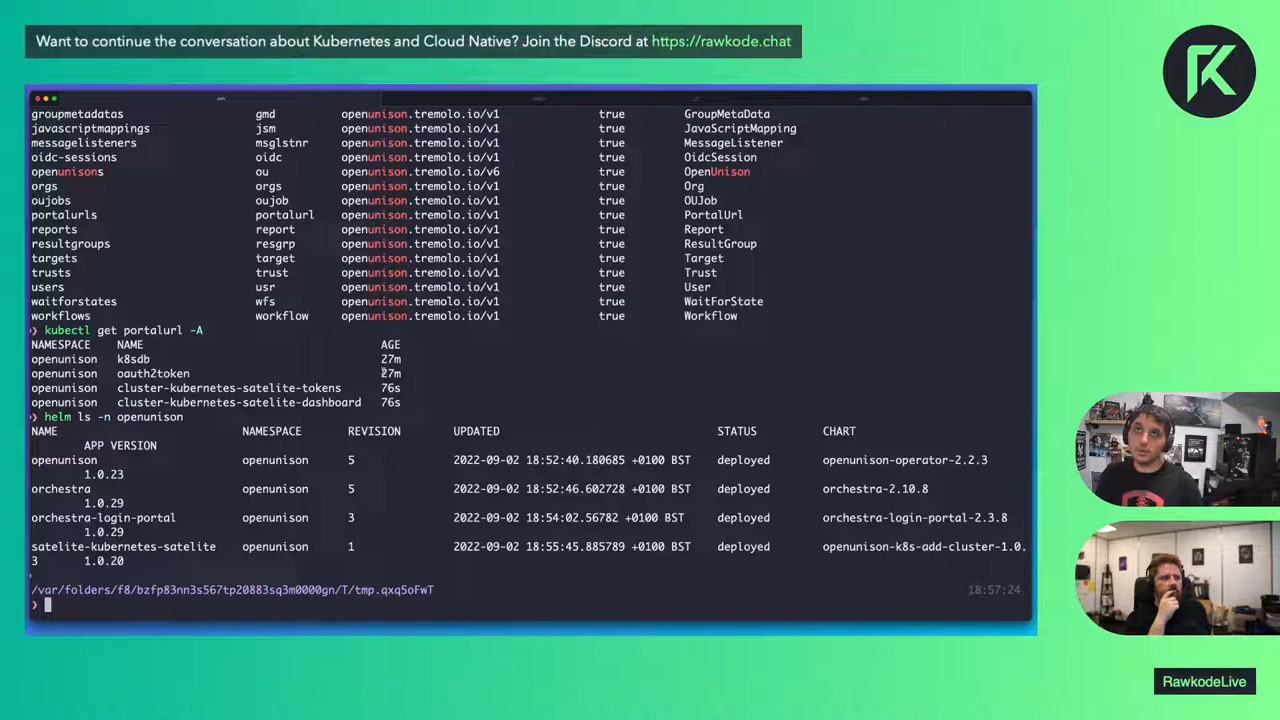 Want to continue the conversation about Kubernetes and Cloud Native? Join the Discord at https://rawkode.chat
groupmetadatas gmd openunison.tremolo.io/v1 true GroupMetaData
javascriptmappings jsm openunison.tremolo.io/v1 true JavaScriptMapping
messagelisteners msglstnr openunison.tremolo.io/v1 true MessageListener
oidc-sessions oidc openunison.tremolo.io/v1 true OidcSession
openunisons ou openunison.tremolo.io/v6 true OpenUnison
orgs orgs openunison.tremolo.io/v1 true Org
oujobs oujob openunison.tremolo.io/v1 true OUJob
portalurls portalurl openunison.tremolo.io/v1 true PortalUrl
reports report openunison.tremolo.io/v1 true Report
resultgroups resgrp openunison.tremolo.io/v1 true ResultGroup
targets target openunison.tremolo.io/v1 true Target
trusts trust openunison.tremolo.io/v1 true Trust
users usr openunison.tremolo.io/v1 true User
waitforstates wfs openunison.tremolo.io/v1 true WaitForState
workflows workflow openunison.tremolo.io/v1 true Workflow
❯ kubectl get portalurl -A
NAMESPACE NAME AGE
openunison k8sdb 27m
openunison oauth2token 27m
openunison cluster-kubernetes-satelite-tokens 76s
openunison cluster-kubernetes-satelite-dashboard 76s
❯ helm ls -n openunison
NAME NAMESPACE REVISION UPDATED STATUS CHART
APP VERSION
openunison openunison 5 2022-09-02 18:52:40.180685 +0100 BST deployed openunison-operator-2.2.3
1.0.23
orchestra openunison 5 2022-09-02 18:52:46.602728 +0100 BST deployed orchestra-2.10.8
1.0.29
orchestra-login-portal openunison 3 2022-09-02 18:54:02.56782 +0100 BST deployed orchestra-login-portal-2.3.8
1.0.29
satelite-kubernetes-satelite openunison 1 2022-09-02 18:55:45.885789 +0100 BST deployed openunison-k8s-add-cluster-1.0.
3 1.0.20
/var/folders/f8/bzfp83nn3s567tp20883sq3m0000gn/T/tmp.qxq5oFwT 18:57:24
❯
RawkodeLive